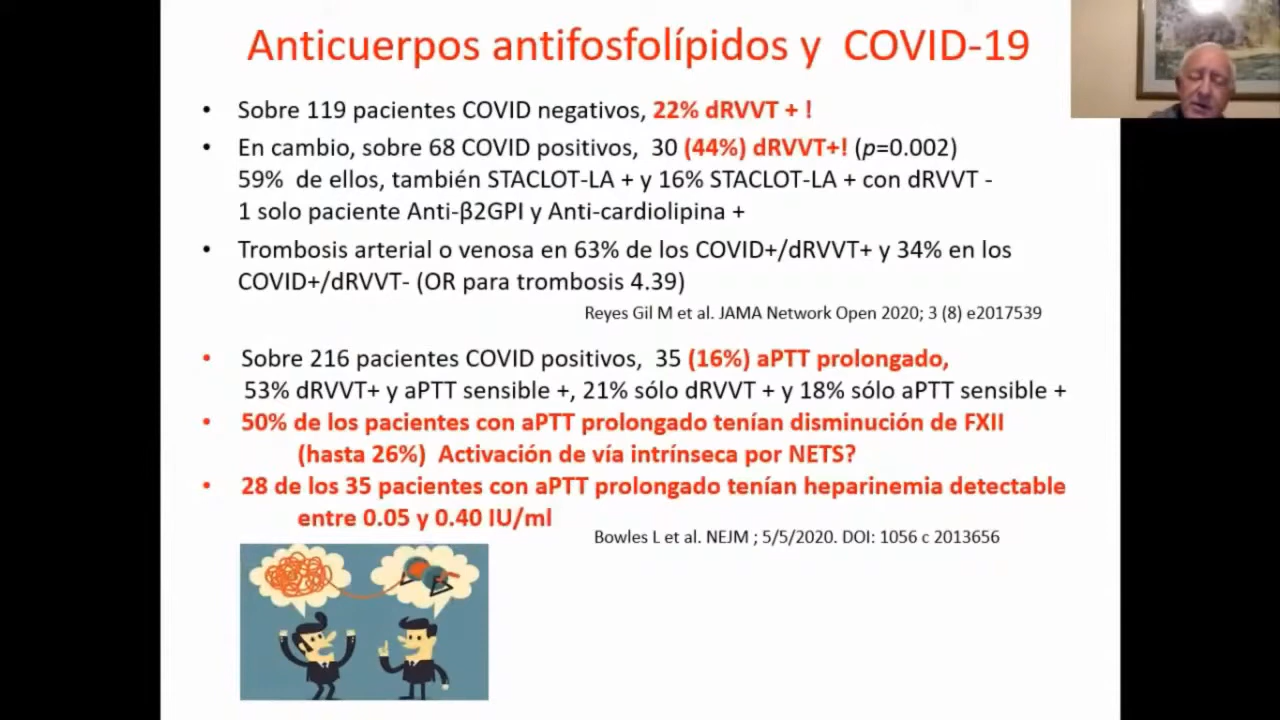 Anticuerpos antifosfolípidos y COVID-19
• Sobre 119 pacientes COVID negativos, 22% dRVVT + !
• En cambio, sobre 68 COVID positivos, 30 (44%) dRVVT+! (p=0.002)
59% de ellos, también STACLOT-LA + y 16% STACLOT-LA + con dRVVT -
1 solo paciente Anti-β2GPI y Anti-cardiolipina +
• Trombosis arterial o venosa en 63% de los COVID+/dRVVT+ y 34% en los
COVID+/dRVVT- (OR para trombosis 4.39)
Reyes Gil M et al. JAMA Network Open 2020; 3 (8) e2017539
• Sobre 216 pacientes COVID positivos, 35 (16%) aPTT prolongado,
53% dRVVT+ y aPTT sensible +, 21% sólo dRVVT + y 18% sólo aPTT sensible +
• 50% de los pacientes con aPTT prolongado tenían disminución de FXII
(hasta 26%) Activación de vía intrínseca por NETS?
• 28 de los 35 pacientes con aPTT prolongado tenían heparinemia detectable
entre 0.05 y 0.40 IU/ml
Bowles L et al. NEJM ; 5/5/2020. DOI: 1056 c 2013656